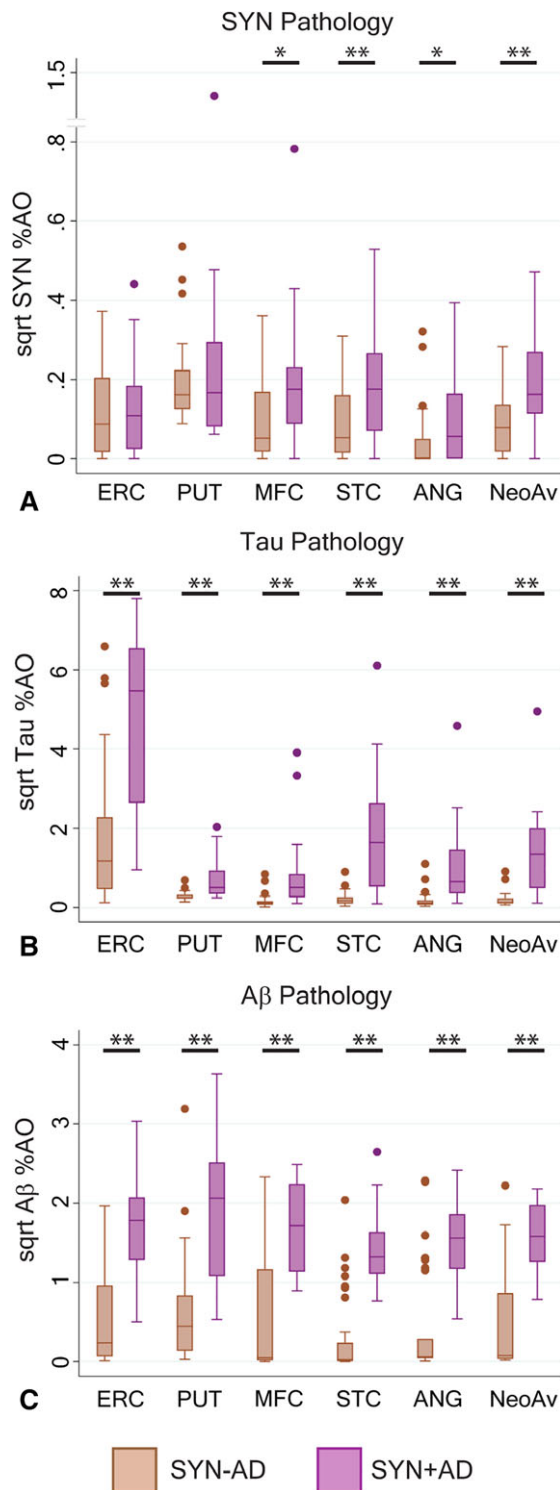 SYN Pathology
* ** * **
1.5
.8
.6
.4
.2
0
sqrt SYN %AO
ERC PUT MFC STC ANG NeoAv
A
Tau Pathology
** ** ** ** ** **
8
6
4
2
0
sqrt Tau %AO
ERC PUT MFC STC ANG NeoAv
B
Aβ Pathology
** ** ** ** ** **
4
3
2
1
0
sqrt Aβ %AO
ERC PUT MFC STC ANG NeoAv
C
SYN-AD SYN+AD